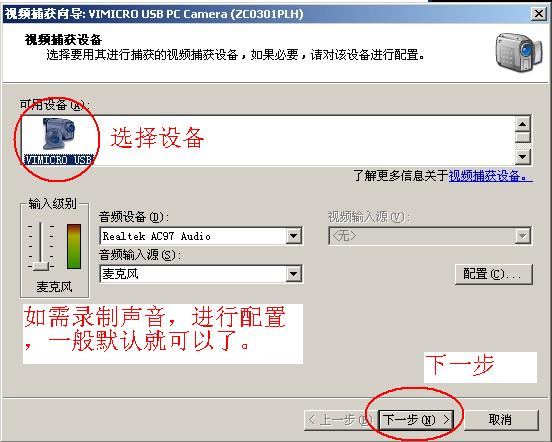 视频捕获向导: VIMICRO USB PC Camera (ZC0301PLH)
视频捕获设备
选择要用其进行捕获的视频捕获设备，如果必要，请对该设备进行配置。
可用设备(A):
VIMICRO USB
选择设备
了解更多信息关于视频捕获设备。
输入级别
麦克风
音频设备(D):
Realtek AC97 Audio
音频输入源(S):
麦克风
视频输入源(V):
<无>
配置(C)...
如需录制声音，进行配置
，一般默认就可以了。
下一步
< 上一步(B)
下一步(N) >
取消